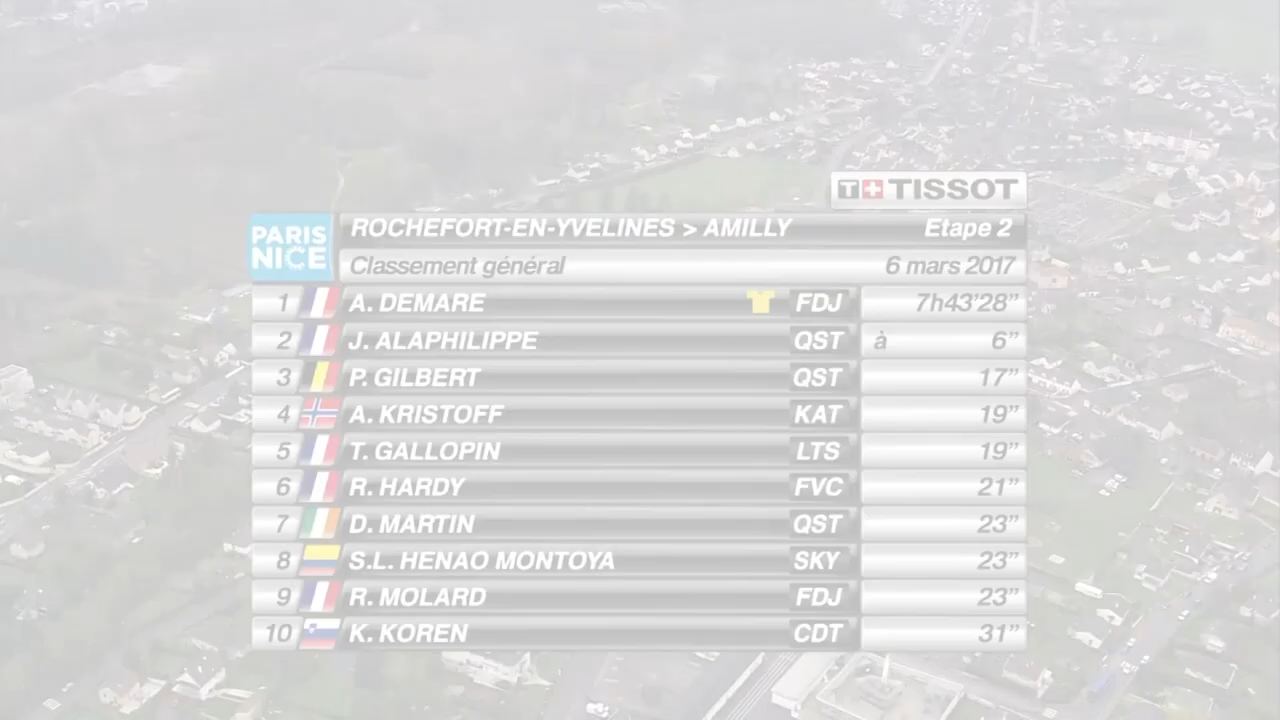 TISSOT
PARIS NICE
ROCHEFORT-EN-YVELINES > AMILLY Etape 2
Classement général 6 mars 2017
1 A. DEMARE FDJ 7h43'28"
2 J. ALAPHILIPPE QST à 6"
3 P. GILBERT QST 17"
4 A. KRISTOFF KAT 19"
5 T. GALLOPIN LTS 19"
6 R. HARDY FVC 21"
7 D. MARTIN QST 23"
8 S.L. HENAO MONTOYA SKY 23"
9 R. MOLARD FDJ 23"
10 K. KOREN CDT 31"